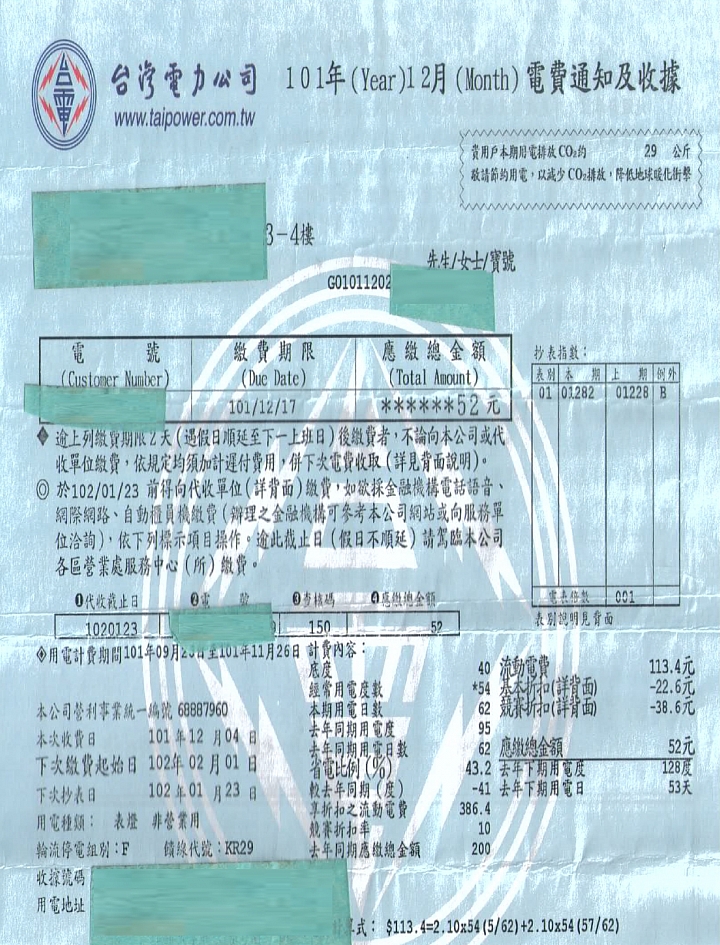 台灣電力公司
www.taipower.com.tw
101年(Year)12月(Month)電費通知及收據
貴用戶本期用電排放CO₂約 29 公斤
敬請節約用電，以減少CO₂排放，降低地球暖化衝擊
3-4樓
先生/女士/寶號
G01011202
電號 繳費期限 應繳總金額
(Customer Number) (Due Date) (Total Amount)
101/12/17 ******52元
抄表指數：
表別 本期 上期 例外
01 01282 01228 B
電表倍數 001
表別說明見背面
◆ 逾上列繳費期限2天(遇假日順延至下一上班日)後繳費者，不論向本公司或代
收單位繳費，依規定均須加計遲付費用，併下次電費收取(詳見背面說明)。
◎ 於102/01/23 前得向代收單位(詳背面)繳費，如欲採金融機構電話語音、
網際網路、自動櫃員機繳費(辦理之金融機構可參考本公司網站或向服務單
位洽詢)，依下列標示項目操作。逾此截止日(假日不順延)請駕臨本公司
各區營業處服務中心(所)繳費。
❶代收截止日 ❷電號 ❸查核碼 ❹應繳總金額
1020123 150 52
◈用電計費期間101年09月2 至101年11月26日
本公司營利事業統一編號 68887960
本次收費日 101年12月04日
下次繳費起始日 102年02月01日
下次抄表日 102年01月23日
用電種類： 表燈 非營業用
輪流停電組別：F 饋線代號：KR29
收據號碼
用電地址
計費內容：
底度 40
經常用電度數 *54
本期用電日數 62
去年同期用電度 95
去年同期用電日數 62
省電比例(%) 43.2
較去年同期(度) -41
享折扣之流動電費 386.4
競賽折扣率 10
去年同期應繳總金額 200
流動電費 113.4元
基本折扣(詳背面) -22.6元
競賽折扣(詳背面) -38.6元
應繳總金額 52元
去年下期用電度 128度
去年下期用電日 53天
算式： $113.4=2.10x54(5/62)+2.10x54(57/62)